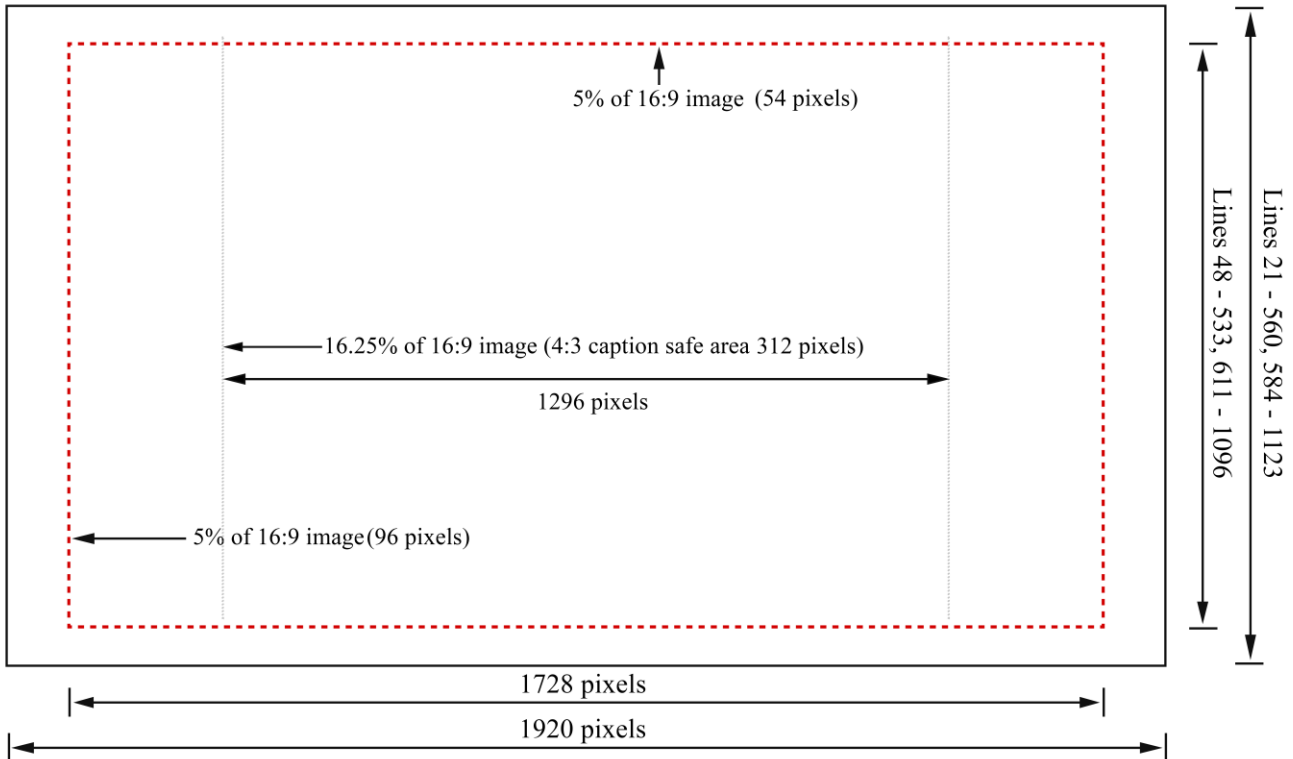 5% of 16:9 image (54 pixels)
16.25% of 16:9 image (4:3 caption safe area 312 pixels)
1296 pixels
5% of 16:9 image (96 pixels)
Lines 48 - 533, 611 - 1096
Lines 21 - 560, 584 - 1123
1728 pixels
1920 pixels